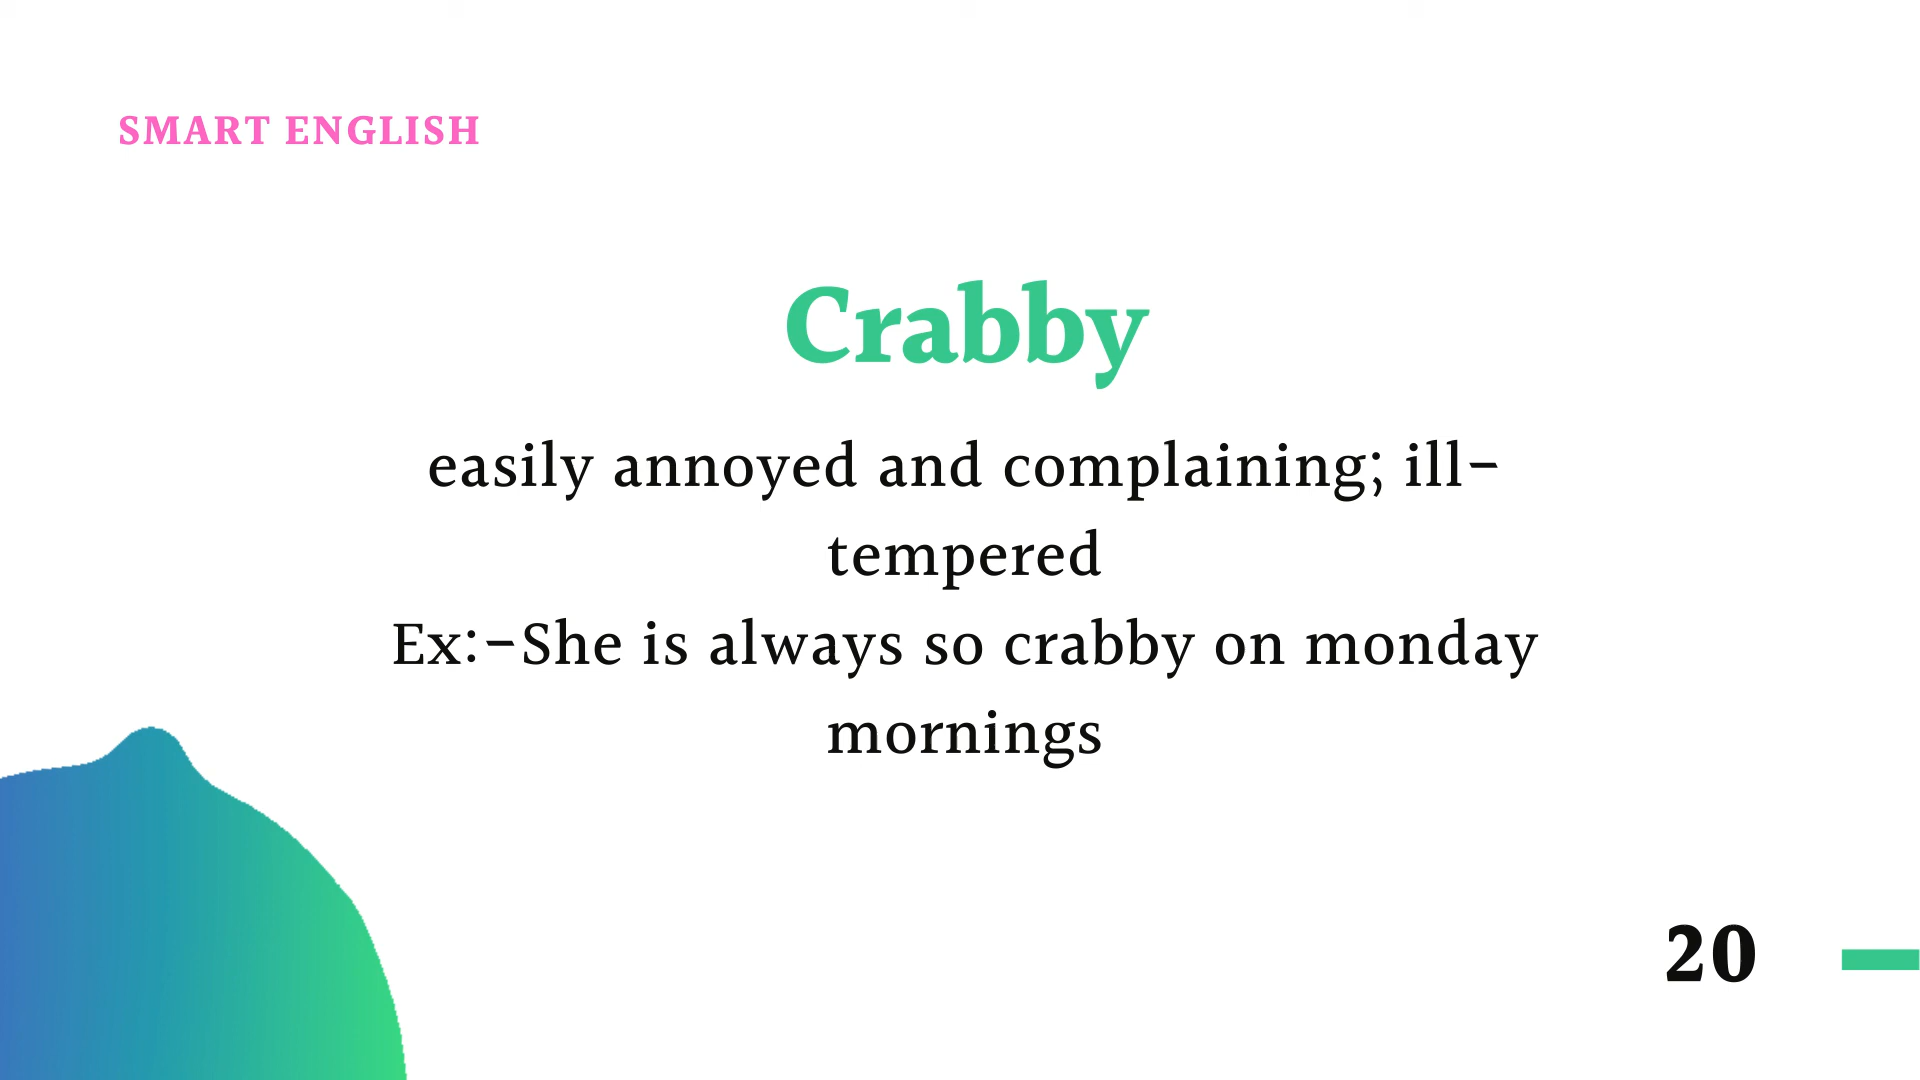 SMART ENGLISH
Crabby
easily annoyed and complaining; ill-
tempered
Ex:-She is always so crabby on monday
mornings
20